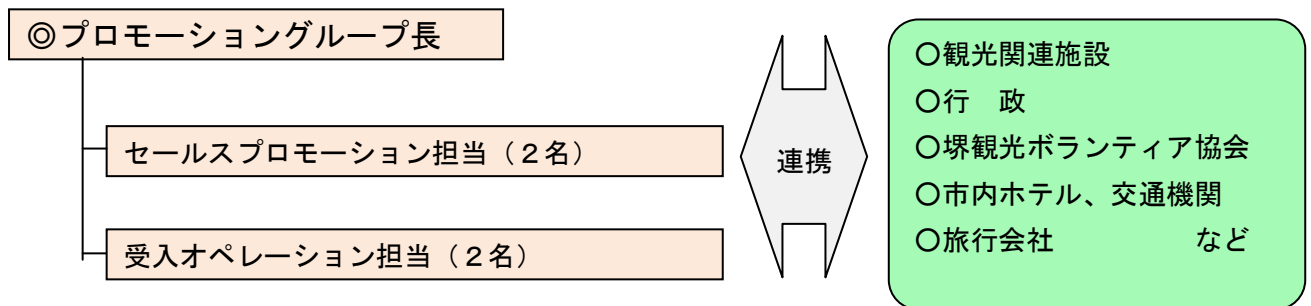 ◎プロモーショングループ長
セールスプロモーション担当（２名）
受入オペレーション担当（２名）
連携
○観光関連施設
○行　政
○堺観光ボランティア協会
○市内ホテル、交通機関
○旅行会社　　　　　など